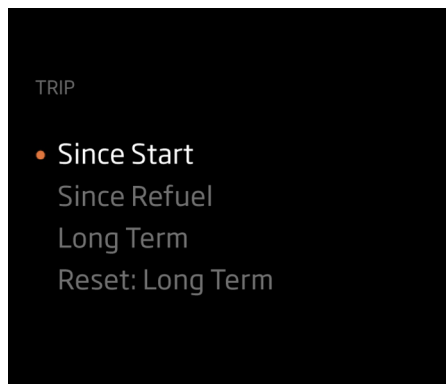 TRIP
Since Start
Since Refuel
Long Term
Reset: Long Term